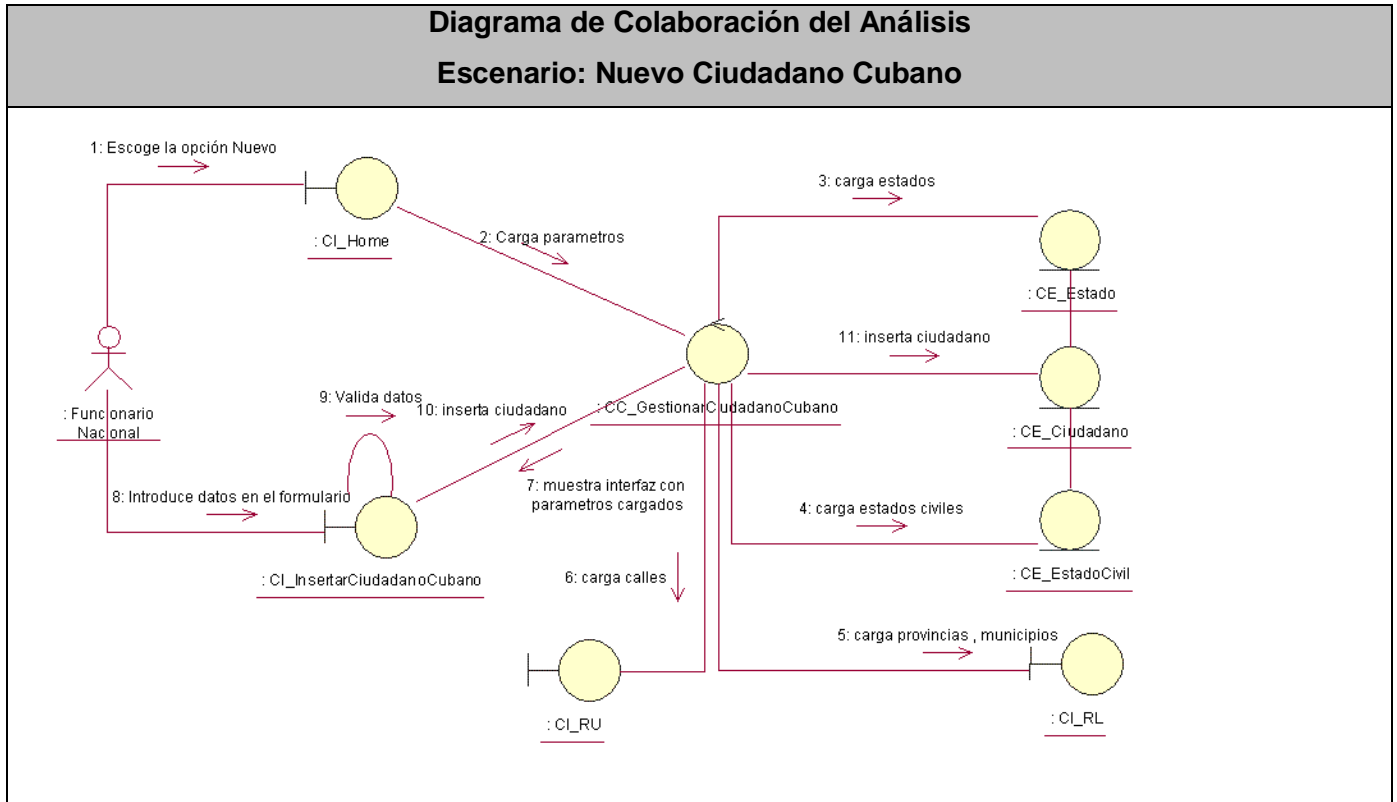 Diagrama de Colaboración del Análisis
Escenario: Nuevo Ciudadano Cubano
1: Escoge la opción Nuevo
: CI_Home
2: Carga parametros
3: carga estados
: CE_Estado
11: inserta ciudadano
: CE_Ciudadano
: Funcionario
Nacional
9: Valida datos
10: inserta ciudadano
: CC_GestionarCiudadanoCubano
7: muestra interfaz con
parametros cargados
8: Introduce datos en el formulario
: CI_InsertarCiudadanoCubano
4: carga estados civiles
: CE_EstadoCivil
6: carga calles
5: carga provincias , municipios
: CI_RU
: CI_RL